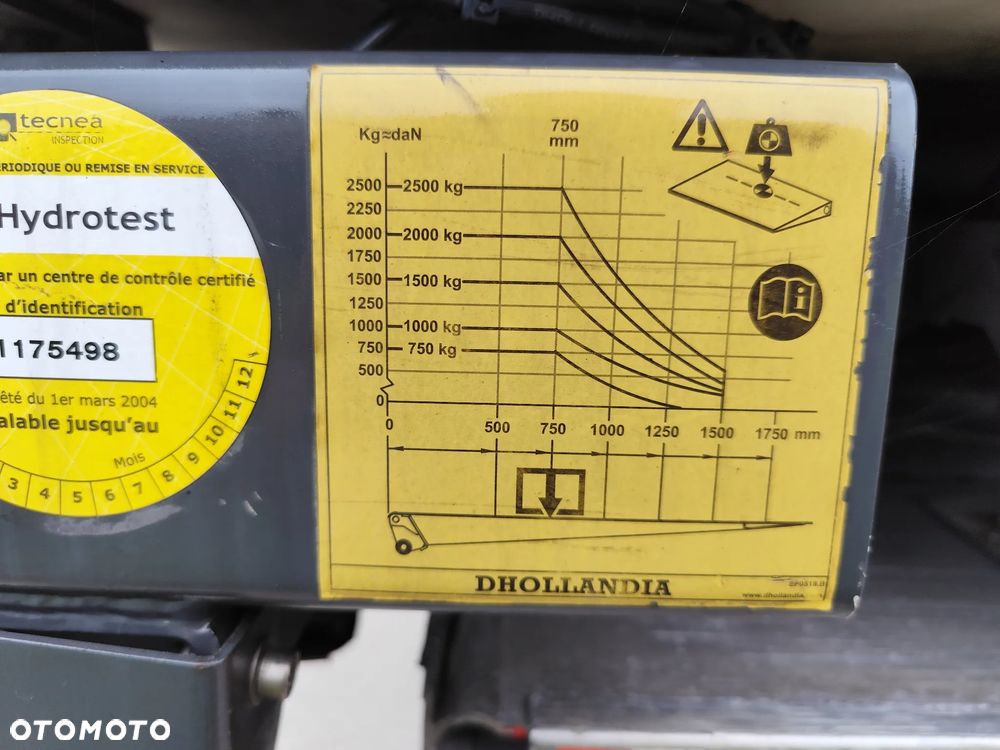 tecnea
INSPECTION
RIODIQUE OU REMISE EN SERVICE
Hydrotest
ar un centre de contrôle certifié
d'identification
1175498
êté du 1er mars 2004
alable jusqu'au
Mois
3 4 5 6 7 8 9 10 11 12
Kg≈daN
750
mm
2500 2500 kg
2250
2000 2000 kg
1750
1500 1500 kg
1250
1000 1000 kg
750 750 kg
500
0
0 500 750 1000 1250 1500 1750 mm
i
DHOLLANDIA
www.dhollandia.
OTOMOTO